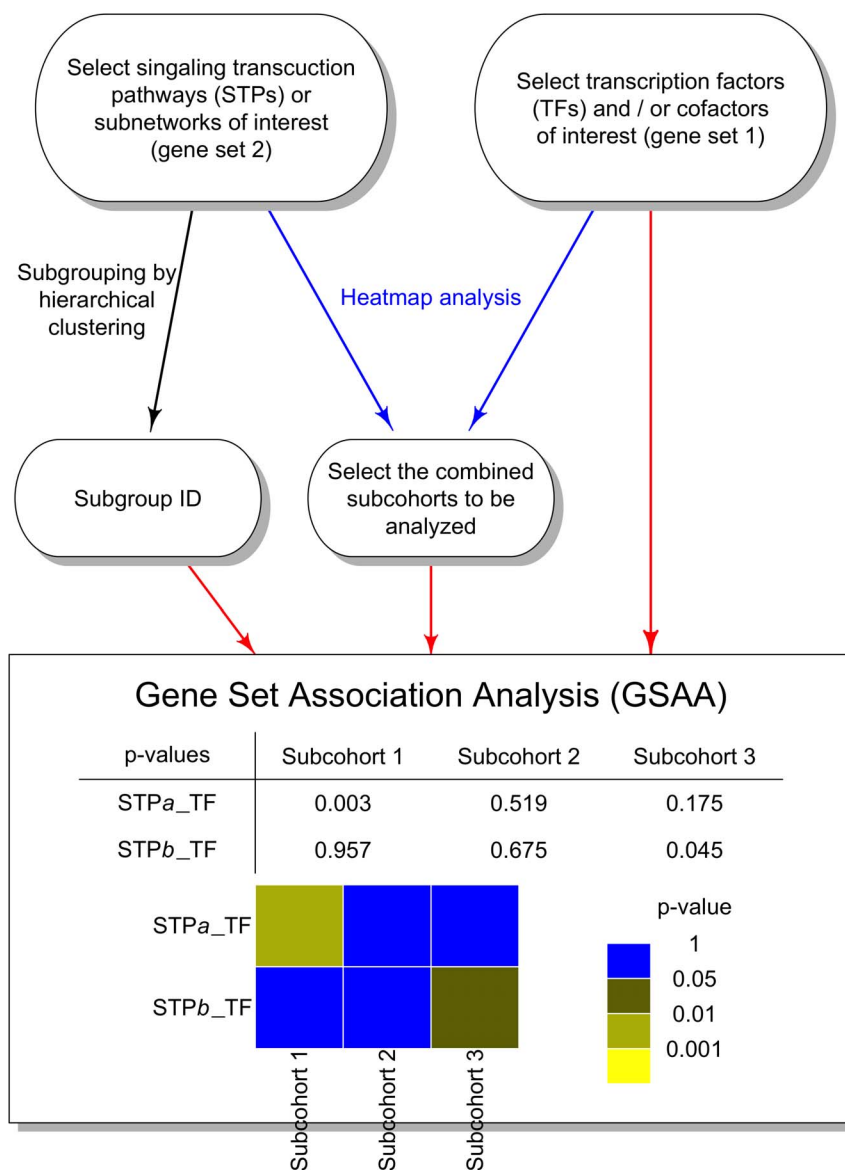 Select singaling transcuction
pathways (STPs) or
subnetworks of interest
(gene set 2)
Select transcription factors
(TFs) and / or cofactors
of interest (gene set 1)
Subgrouping by
hierarchical
clustering
Heatmap analysis
Subgroup ID
Select the combined
subcohorts to be
analyzed
Gene Set Association Analysis (GSAA)
p-values Subcohort 1 Subcohort 2 Subcohort 3
STPa_TF 0.003 0.519 0.175
STPb_TF 0.957 0.675 0.045
STPa_TF
STPb_TF
Subcohort 1
Subcohort 2
Subcohort 3
p-value
1
0.05
0.01
0.001